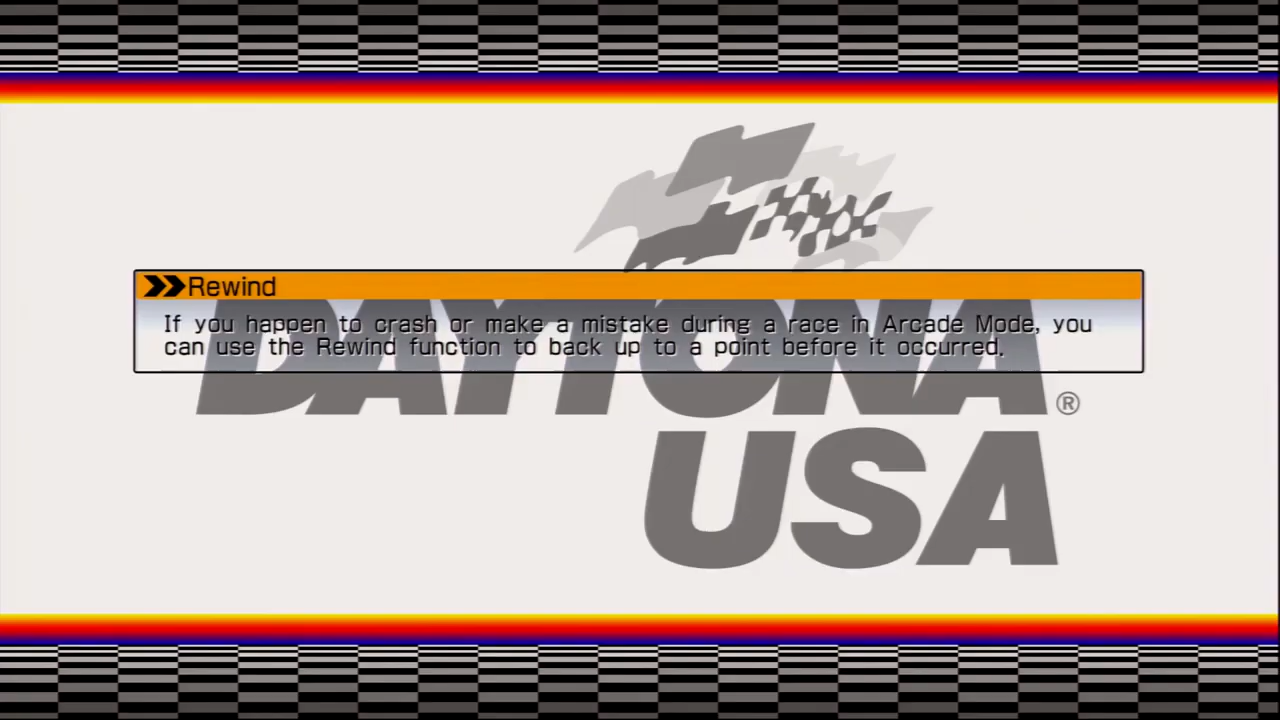 Rewind
If you happen to crash or make a mistake during a race in Arcade Mode, you
can use the Rewind function to back up to a point before it occurred.
DAYTONA
®
USA